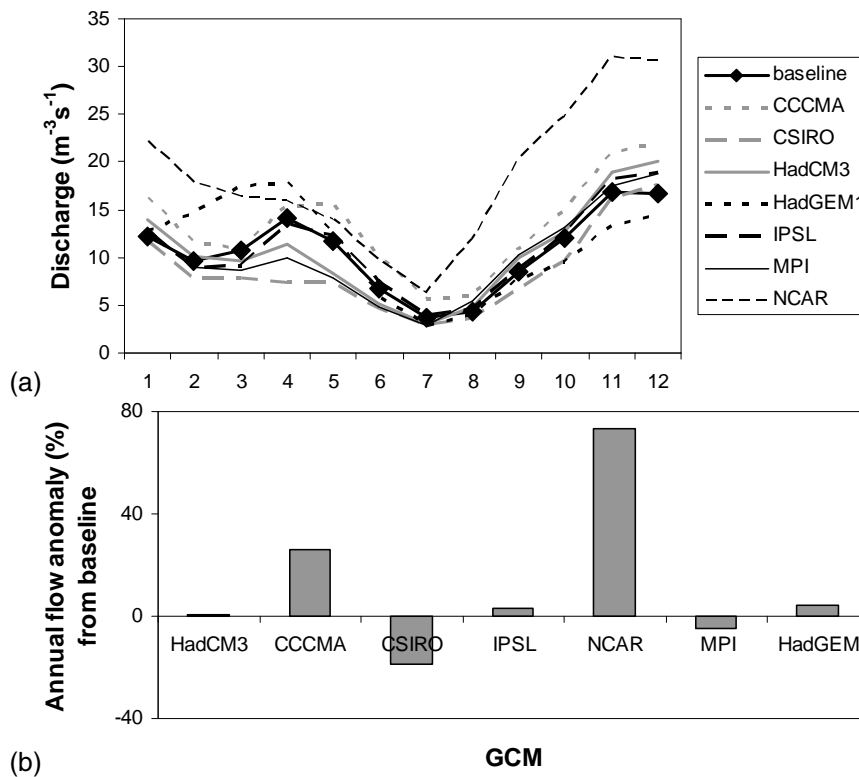 35
30
25
20
15
10
5
0
Discharge (m⁻³s⁻¹)
1 2 3 4 5 6 7 8 9 10 11 12
baseline
CCCMA
CSIRO
HadCM3
HadGEM1
IPSL
MPI
NCAR
(a)
80
40
0
-40
Annual flow anomaly (%)
from baseline
HadCM3 CCCMA CSIRO IPSL NCAR MPI HadGEM
GCM
(b)